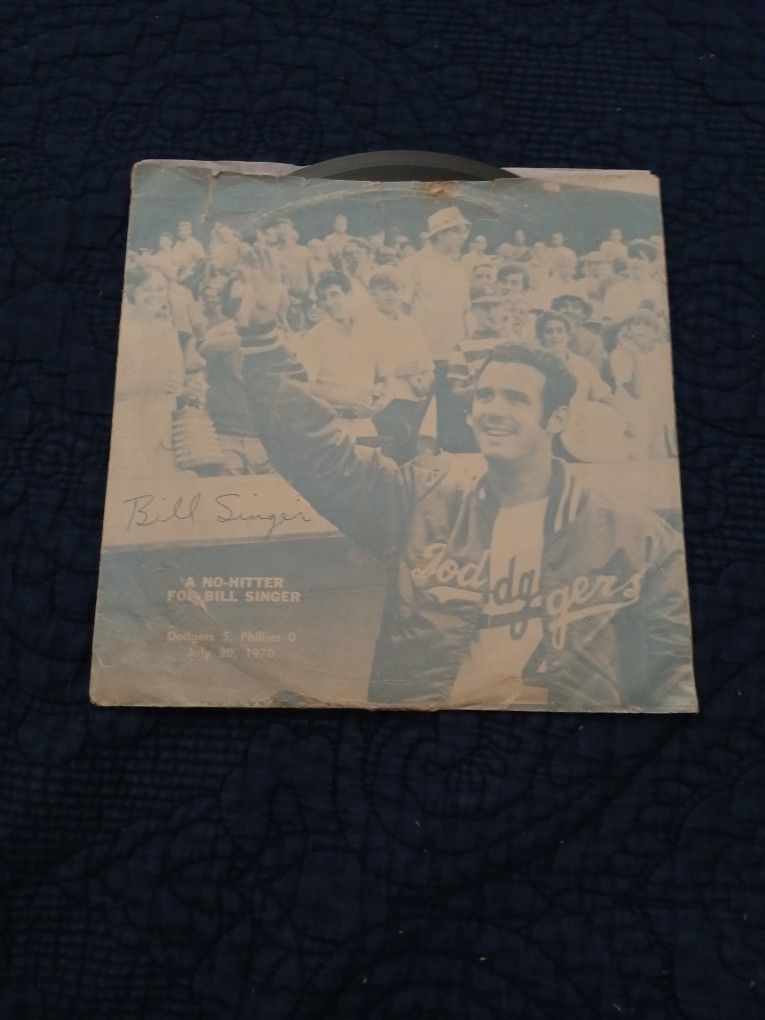 Dodgers
Bill Singer
A NO-HITTER
FOR BILL SINGER
Dodgers 5, Phillies 0
July 20, 1970